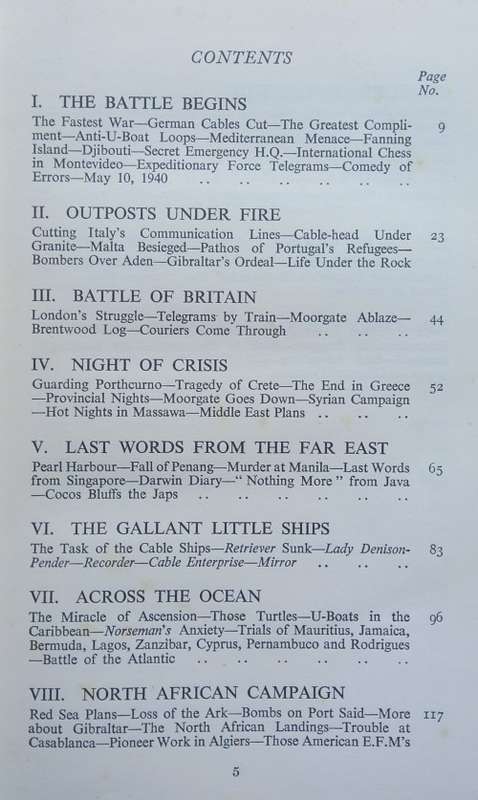 CONTENTS
Page
No.
I. THE BATTLE BEGINS
The Fastest War—German Cables Cut—The Greatest Compli- 9
ment—Anti-U-Boat Loops—Mediterranean Menace—Fanning
Island—Djibouti—Secret Emergency H.Q.—International Chess
in Montevideo—Expeditionary Force Telegrams—Comedy of
Errors—May 10, 1940 .. .. .. .. .. ..
II. OUTPOSTS UNDER FIRE
Cutting Italy's Communication Lines—Cable-head Under 23
Granite—Malta Besieged—Pathos of Portugal's Refugees—
Bombers Over Aden—Gibraltar's Ordeal—Life Under the Rock
III. BATTLE OF BRITAIN
London's Struggle—Telegrams by Train—Moorgate Ablaze— 44
Brentwood Log—Couriers Come Through .. .. ..
IV. NIGHT OF CRISIS
Guarding Porthcurno—Tragedy of Crete—The End in Greece 52
—Provincial Nights—Moorgate Goes Down—Syrian Campaign
—Hot Nights in Massawa—Middle East Plans .. .. ..
V. LAST WORDS FROM THE FAR EAST
Pearl Harbour—Fall of Penang—Murder at Manila—Last Words 65
from Singapore—Darwin Diary—“ Nothing More ” from Java
—Cocos Bluffs the Japs .. .. .. .. .. ..
VI. THE GALLANT LITTLE SHIPS
The Task of the Cable Ships—Retriever Sunk—Lady Denison- 83
Pender—Recorder—Cable Enterprise—Mirror .. .. ..
VII. ACROSS THE OCEAN
The Miracle of Ascension—Those Turtles—U-Boats in the 96
Caribbean—Norseman's Anxiety—Trials of Mauritius, Jamaica,
Bermuda, Lagos, Zanzibar, Cyprus, Pernambuco and Rodrigues
—Battle of the Atlantic .. .. .. .. .. ..
VIII. NORTH AFRICAN CAMPAIGN
Red Sea Plans—Loss of the Ark—Bombs on Port Said—More 117
about Gibraltar—The North African Landings—Trouble at
Casablanca—Pioneer Work in Algiers—Those American E.F.M's
5